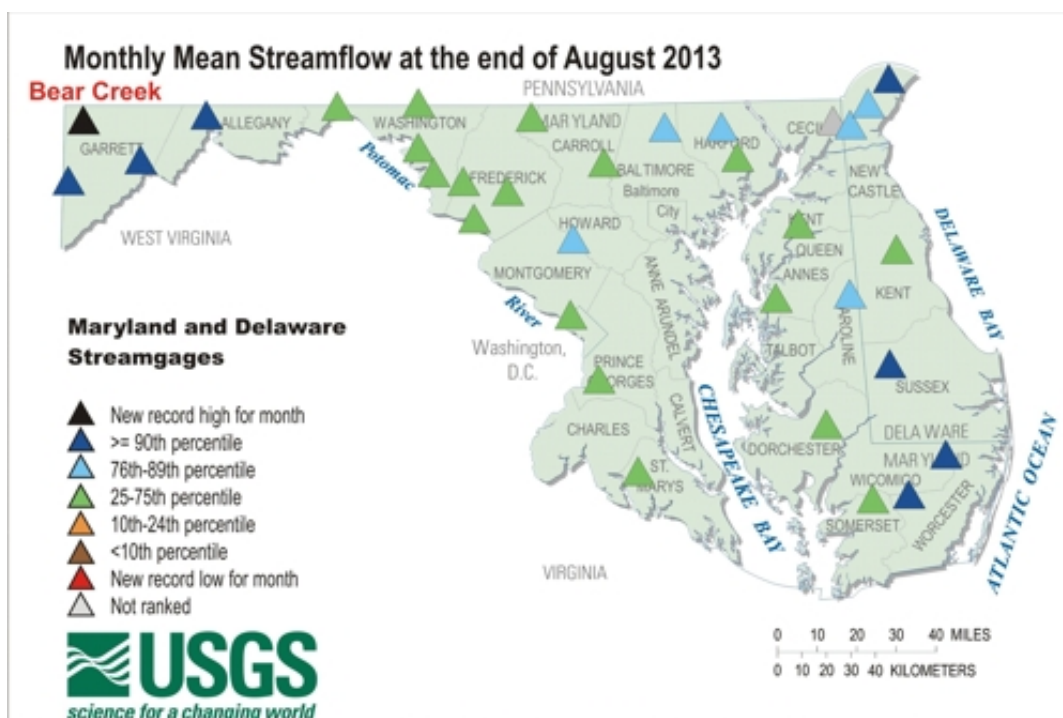 Monthly Mean Streamflow at the end of August 2013
Bear Creek
PENNSYLVANIA
ALLEGANY
WASHINGTON
MARYLAND
CECIL
GARRETT
CARROLL
HARFORD
Potomac
FREDERICK
BALTIMORE
Baltimore
City
NEW
CASTLE
WEST VIRGINIA
HOWARD
KENT
QUEEN
ANNES
DELAWARE BAY
MONTGOMERY
ANNE ARUNDEL
KENT
River
CAROLINE
TALBOT
Maryland and Delaware
Streamgages
Washington,
D.C.
PRINCE
GEORGES
SUSSEX
New record high for month
>= 90th percentile
76th-89th percentile
25-75th percentile
10th-24th percentile
<10th percentile
New record low for month
Not ranked
CHARLES
CALVERT
CHESAPEAKE BAY
DORCHESTER
DELAWARE
MARYLAND
ST.
MARYS
WICOMICO
SOMERSET
WORCESTER
ATLANTIC OCEAN
VIRGINIA
0 10 20 30 40 MILES
0 10 20 30 40 KILOMETERS
USGS
science for a changing world